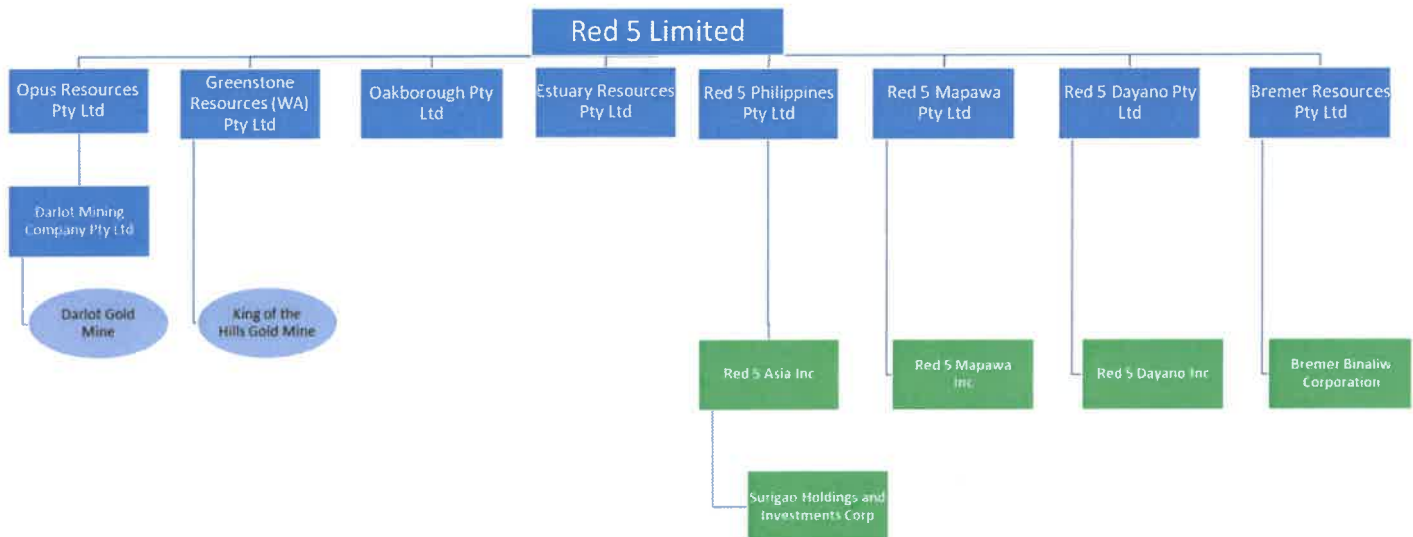 Red 5 Limited
Opus Resources
Pty Ltd
Greenstone
Resources (WA)
Pty Ltd
Oakborough Pty
Ltd
Estuary Resources
Pty Ltd
Red 5 Philippines
Pty Ltd
Red 5 Mapawa
Pty Ltd
Red 5 Dayano Pty
Ltd
Bremer Resources
Pty Ltd
Darlot Mining
Company Pty Ltd
Darlot Gold
Mine
King of the
Hills Gold Mine
Red 5 Asia Inc
Red 5 Mapawa
Inc
Red 5 Dayano Inc
Bremer Binaliw
Corporation
Surigao Holdings and
Investments Corp